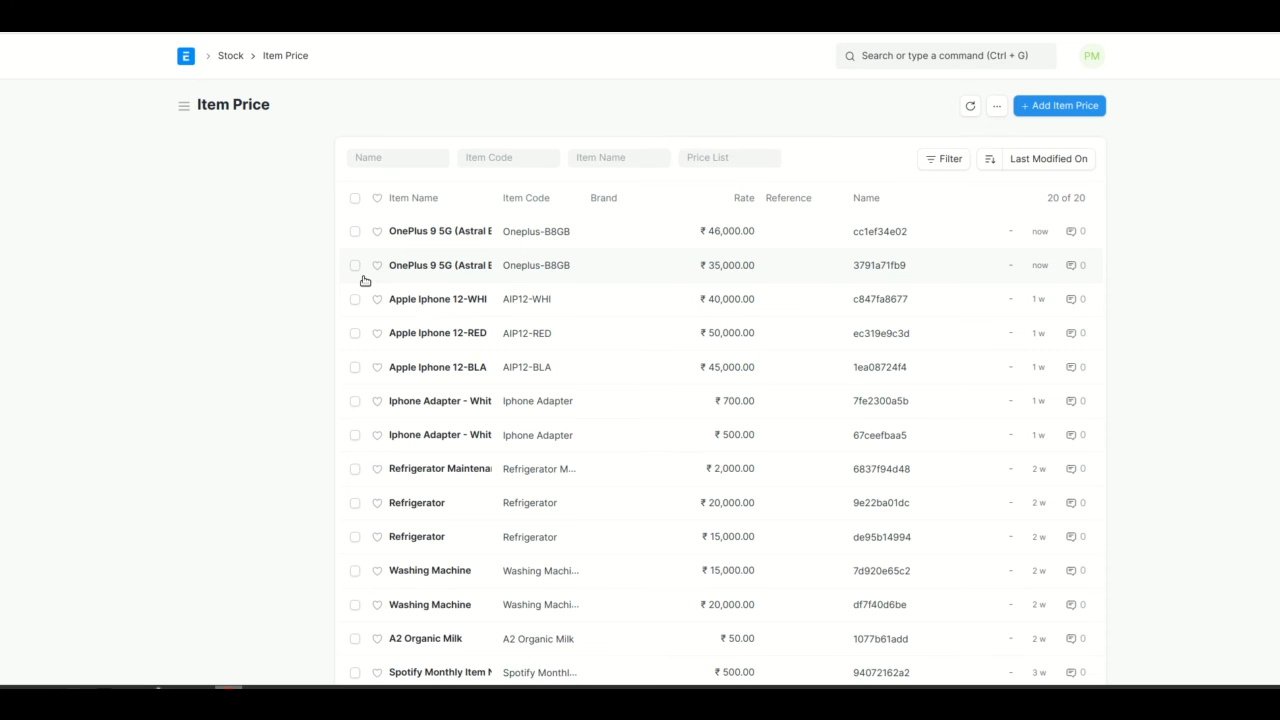 E > Stock > Item Price Search or type a command (Ctrl + G) PM
Item Price ... + Add Item Price
Name Item Code Item Name Price List Filter Last Modified On
Item Name Item Code Brand Rate Reference Name 20 of 20
OnePlus 9 5G (Astral B Oneplus-B8GB ₹ 46,000.00 cc1ef34e02 - now 0
OnePlus 9 5G (Astral B Oneplus-B8GB ₹ 35,000.00 3791a71fb9 - now 0
Apple Iphone 12-WHI AIP12-WHI ₹ 40,000.00 c847fa8677 - 1 w 0
Apple Iphone 12-RED AIP12-RED ₹ 50,000.00 ec319e9c3d - 1 w 0
Apple Iphone 12-BLA AIP12-BLA ₹ 45,000.00 1ea08724f4 - 1 w 0
Iphone Adapter - Whit Iphone Adapter ₹ 700.00 7fe2300a5b - 1 w 0
Iphone Adapter - Whit Iphone Adapter ₹ 500.00 67ceefbaa5 - 1 w 0
Refrigerator Maintenan Refrigerator M... ₹ 2,000.00 6837f94d48 - 2 w 0
Refrigerator Refrigerator ₹ 20,000.00 9e22ba01dc - 2 w 0
Refrigerator Refrigerator ₹ 15,000.00 de95b14994 - 2 w 0
Washing Machine Washing Machi... ₹ 15,000.00 7d920e65c2 - 2 w 0
Washing Machine Washing Machi... ₹ 20,000.00 df7f40d6be - 2 w 0
A2 Organic Milk A2 Organic Milk ₹ 50.00 1077b61add - 2 w 0
Spotify Monthly Item N Spotify Monthl... ₹ 500.00 94072162a2 - 3 w 0